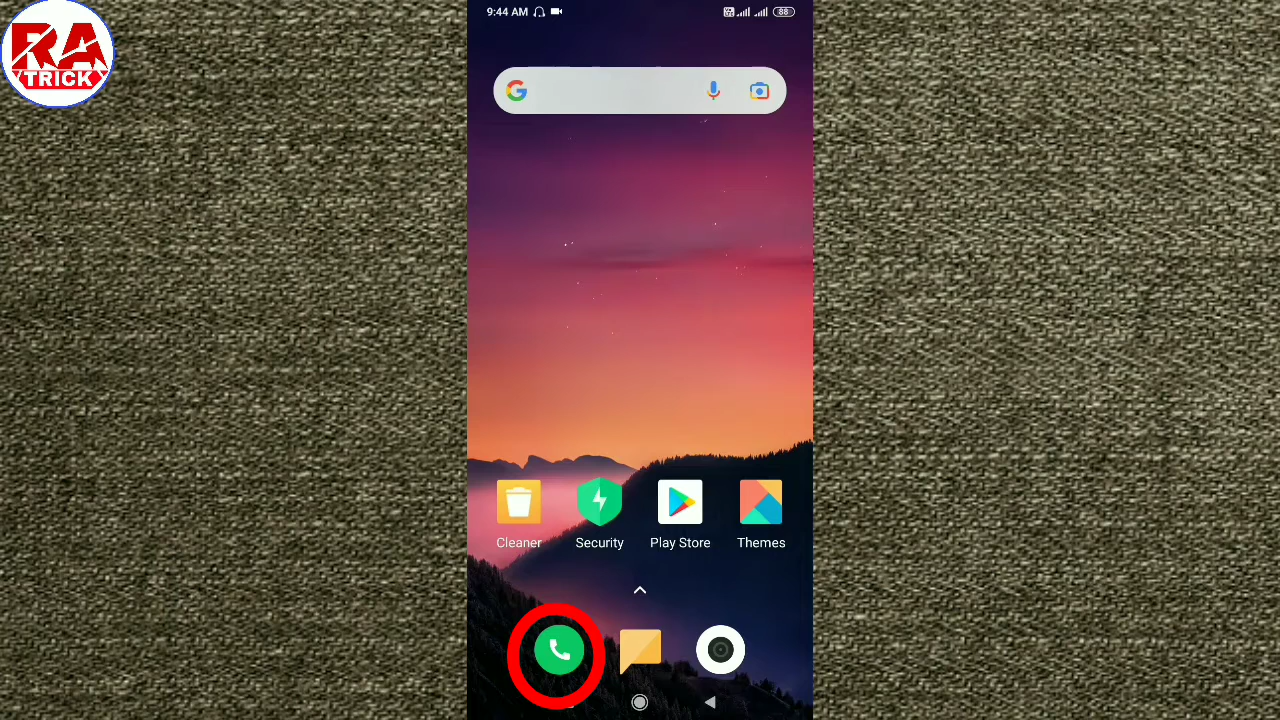 RA
TRICK
9:44 AM
88
Cleaner
Security
Play Store
Themes